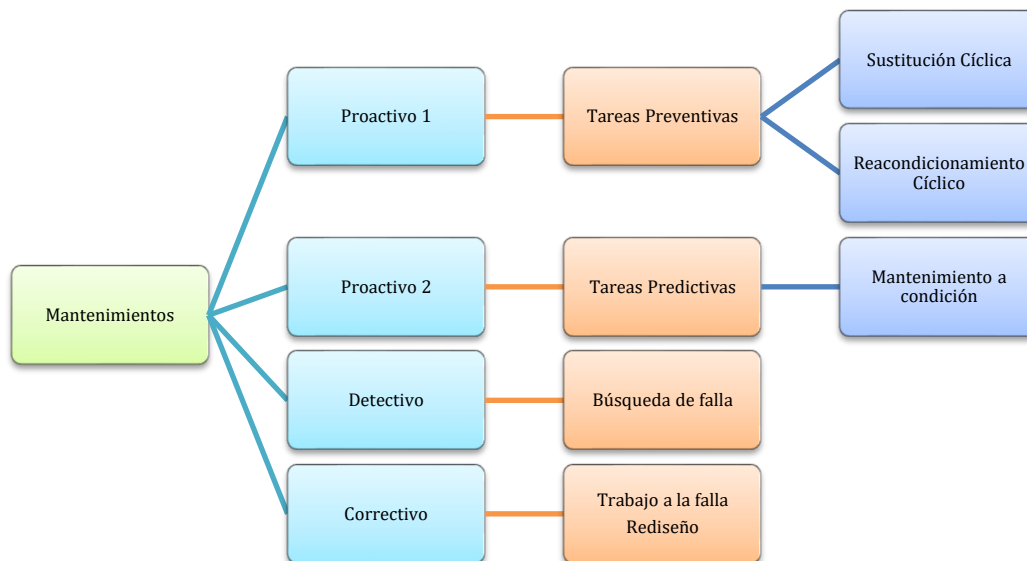 Mantenimientos
Proactivo 1
Tareas Preventivas
Sustitución Cíclica
Reacondicionamiento
Cíclico
Proactivo 2
Tareas Predictivas
Mantenimiento a
condición
Detectivo
Búsqueda de falla
Correctivo
Trabajo a la falla
Rediseño